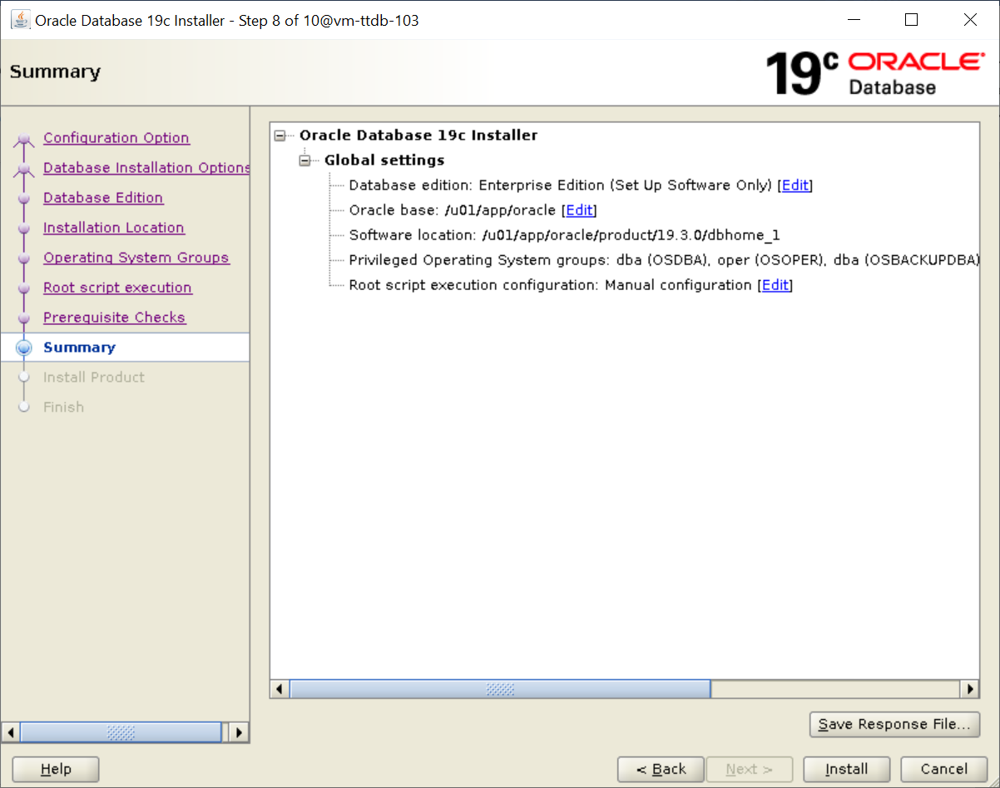 Oracle Database 19c Installer - Step 8 of 10@vm-ttdb-103
Summary
19c ORACLE
Database
Configuration Option
Database Installation Options
Database Edition
Installation Location
Operating System Groups
Root script execution
Prerequisite Checks
Summary
Install Product
Finish
Oracle Database 19c Installer
Global settings
Database edition: Enterprise Edition (Set Up Software Only) [Edit]
Oracle base: /u01/app/oracle [Edit]
Software location: /u01/app/oracle/product/19.3.0/dbhome_1
Privileged Operating System groups: dba (OSDBA), oper (OSOPER), dba (OSBACKUPDBA)
Root script execution configuration: Manual configuration [Edit]
Save Response File...
Help
< Back
Next >
Install
Cancel